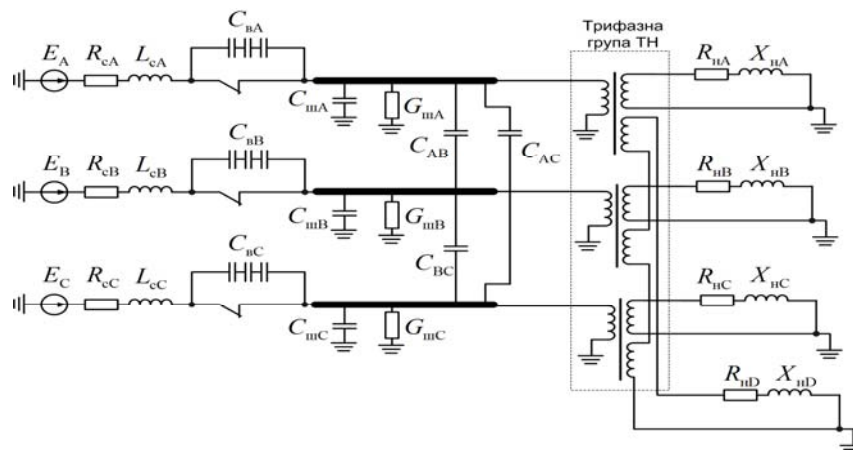 Трифазна
група ТН
C_вA
E_A R_cA L_cA
R_нA X_нA
C_шA G_шA
C_AB C_AC
C_вB
E_B R_cB L_cB
R_нB X_нB
C_шB G_шB
C_BC
C_вC
E_C R_cC L_cC
R_нC X_нC
C_шC G_шC
R_нD X_нD